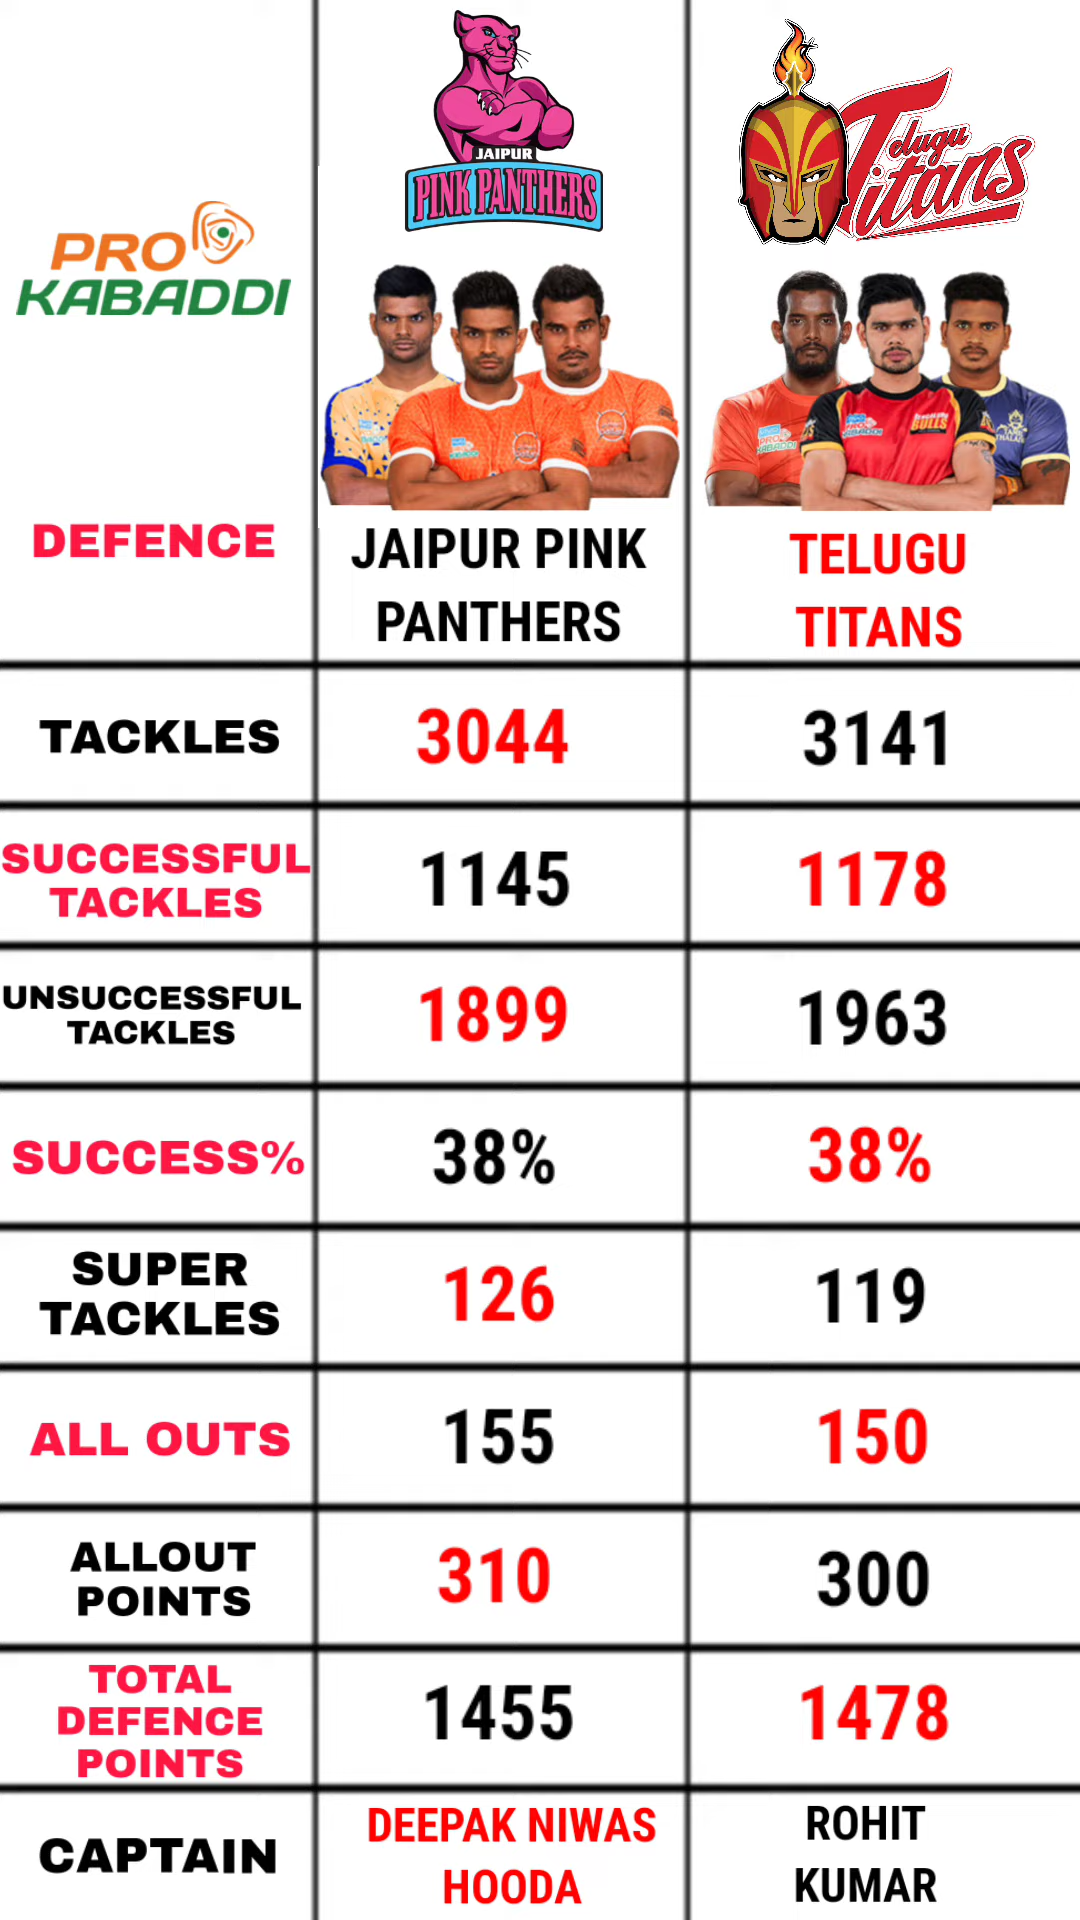 JAIPUR
PINK PANTHERS
Telugu
Titans
PRO
KABADDI
BULLS
DEFENCE
JAIPUR PINK
PANTHERS
TELUGU
TITANS
TACKLES
3044
3141
SUCCESSFUL
TACKLES
1145
1178
UNSUCCESSFUL
TACKLES
1899
1963
SUCCESS%
38%
38%
SUPER
TACKLES
126
119
ALL OUTS
155
150
ALLOUT
POINTS
310
300
TOTAL
DEFENCE
POINTS
1455
1478
CAPTAIN
DEEPAK NIWAS
HOODA
ROHIT
KUMAR